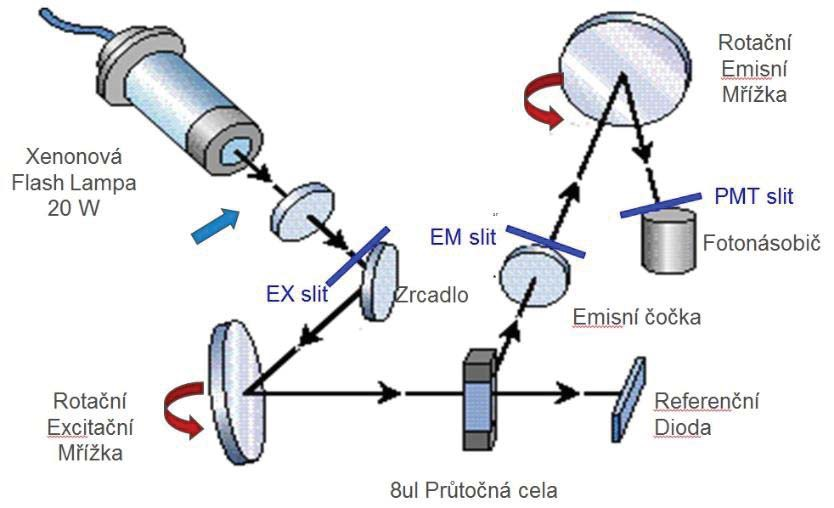 Rotační
Emisní
Mřížka
Xenonová
Flash Lampa
20 W
PMT slit
EM slit
Fotonásobič
EX slit
Zrcadlo
Emisní čočka
Rotační
Excitační
Mřížka
Referenční
Dioda
8ul Průtočná cela